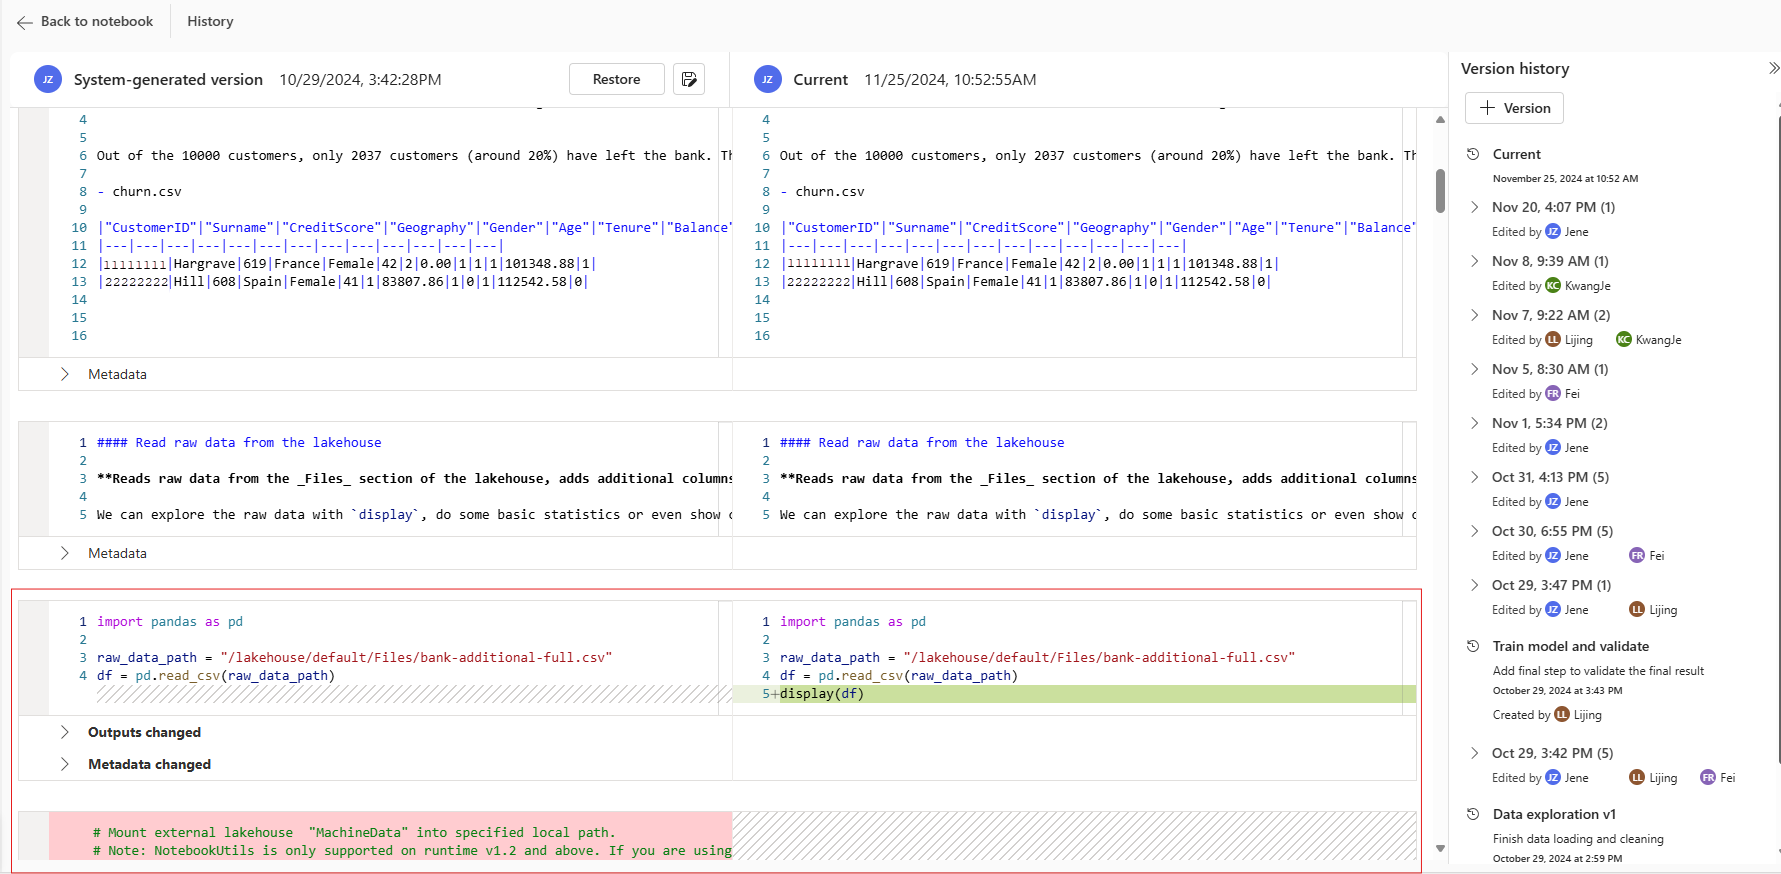 Back to notebook
History
JZ System-generated version 10/29/2024, 3:42:28PM
Restore
4
5
6 Out of the 10000 customers, only 2037 customers (around 20%) have left the bank. Th
7
8 - churn.csv
9
10 |"CustomerID"|"Surname"|"CreditScore"|"Geography"|"Gender"|"Age"|"Tenure"|"Balance"
11 |---|---|---|---|---|---|---|---|---|---|---|---|---|
12 |11111111|Hargrave|619|France|Female|42|2|0.00|1|1|1|101348.88|1|
13 |22222222|Hill|608|Spain|Female|41|1|83807.86|1|0|1|112542.58|0|
14
15
16
Metadata
1 #### Read raw data from the lakehouse
2
3 **Reads raw data from the _Files_ section of the lakehouse, adds additional columns
4
5 We can explore the raw data with `display`, do some basic statistics or even show c
Metadata
1 import pandas as pd
2
3 raw_data_path = "/lakehouse/default/Files/bank-additional-full.csv"
4 df = pd.read_csv(raw_data_path)
Outputs changed
Metadata changed
# Mount external lakehouse  "MachineData" into specified local path.
# Note: NotebookUtils is only supported on runtime v1.2 and above. If you are using
JZ Current 11/25/2024, 10:52:55AM
4
5
6 Out of the 10000 customers, only 2037 customers (around 20%) have left the bank. Th
7
8 - churn.csv
9
10 |"CustomerID"|"Surname"|"CreditScore"|"Geography"|"Gender"|"Age"|"Tenure"|"Balance"
11 |---|---|---|---|---|---|---|---|---|---|---|---|---|
12 |11111111|Hargrave|619|France|Female|42|2|0.00|1|1|1|101348.88|1|
13 |22222222|Hill|608|Spain|Female|41|1|83807.86|1|0|1|112542.58|0|
14
15
16
1 #### Read raw data from the lakehouse
2
3 **Reads raw data from the _Files_ section of the lakehouse, adds additional columns
4
5 We can explore the raw data with `display`, do some basic statistics or even show c
1 import pandas as pd
2
3 raw_data_path = "/lakehouse/default/Files/bank-additional-full.csv"
4 df = pd.read_csv(raw_data_path)
5+display(df)
Version history
Version
Current
November 25, 2024 at 10:52 AM
Nov 20, 4:07 PM (1)
Edited by JZ Jene
Nov 8, 9:39 AM (1)
Edited by KC KwangJe
Nov 7, 9:22 AM (2)
Edited by LL Lijing KC KwangJe
Nov 5, 8:30 AM (1)
Edited by FR Fei
Nov 1, 5:34 PM (2)
Edited by JZ Jene
Oct 31, 4:13 PM (5)
Edited by JZ Jene
Oct 30, 6:55 PM (5)
Edited by JZ Jene FR Fei
Oct 29, 3:47 PM (1)
Edited by JZ Jene LL Lijing
Train model and validate
Add final step to validate the final result
October 29, 2024 at 3:43 PM
Created by LL Lijing
Oct 29, 3:42 PM (5)
Edited by JZ Jene LL Lijing FR Fei
Data exploration v1
Finish data loading and cleaning
October 29, 2024 at 2:59 PM